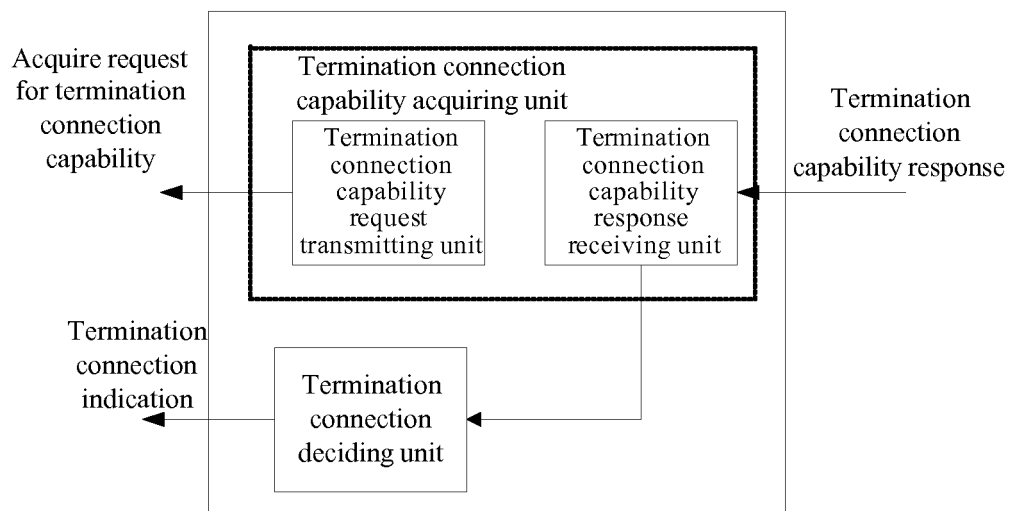 Acquire request
for termination
connection
capability
Termination connection
capability acquiring unit
Termination
connection
capability
request
transmitting unit
Termination
connection
capability
response
receiving unit
Termination
connection
capability response
Termination
connection
indication
Termination
connection
deciding unit